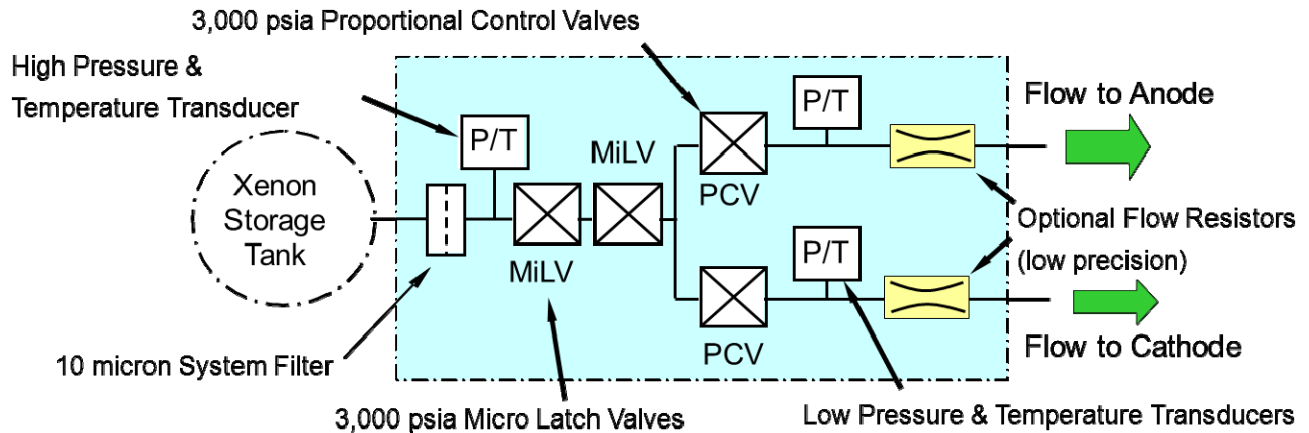 3,000 psia Proportional Control Valves
High Pressure &
Temperature Transducer
P/T
P/T
Flow to Anode
MiLV
Xenon
Storage
Tank
PCV
Optional Flow Resistors
(low precision)
P/T
MiLV
PCV
Flow to Cathode
10 micron System Filter
3,000 psia Micro Latch Valves
Low Pressure & Temperature Transducers